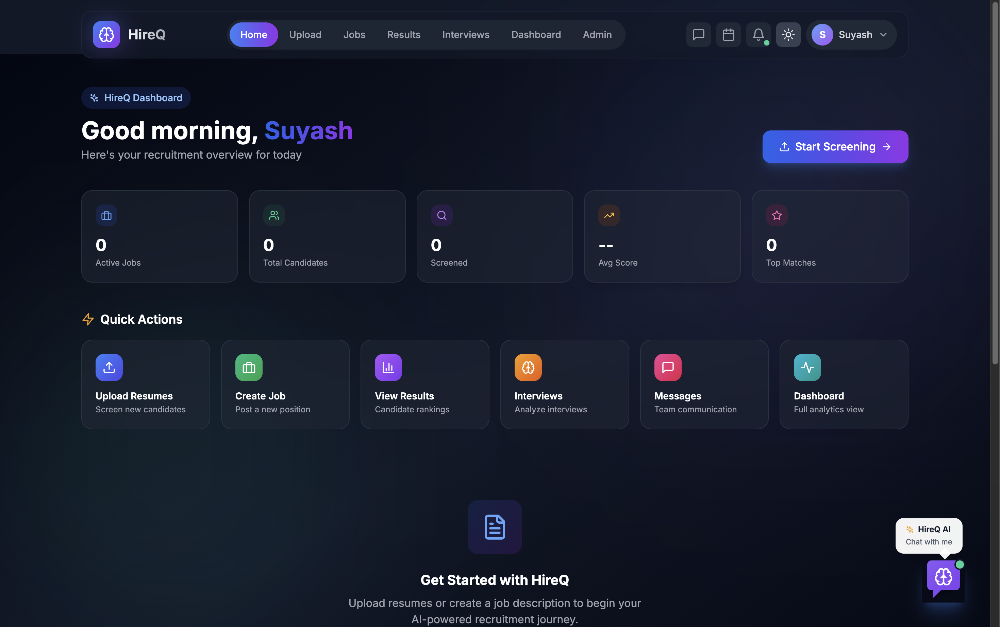 HireQ
Home
Upload
Jobs
Results
Interviews
Dashboard
Admin
S
Suyash
HireQ Dashboard
Good morning, Suyash
Here's your recruitment overview for today
Start Screening
0
Active Jobs
0
Total Candidates
0
Screened
--
Avg Score
0
Top Matches
Quick Actions
Upload Resumes
Screen new candidates
Create Job
Post a new position
View Results
Candidate rankings
Interviews
Analyze interviews
Messages
Team communication
Dashboard
Full analytics view
Get Started with HireQ
Upload resumes or create a job description to begin your
AI-powered recruitment journey.
HireQ AI
Chat with me